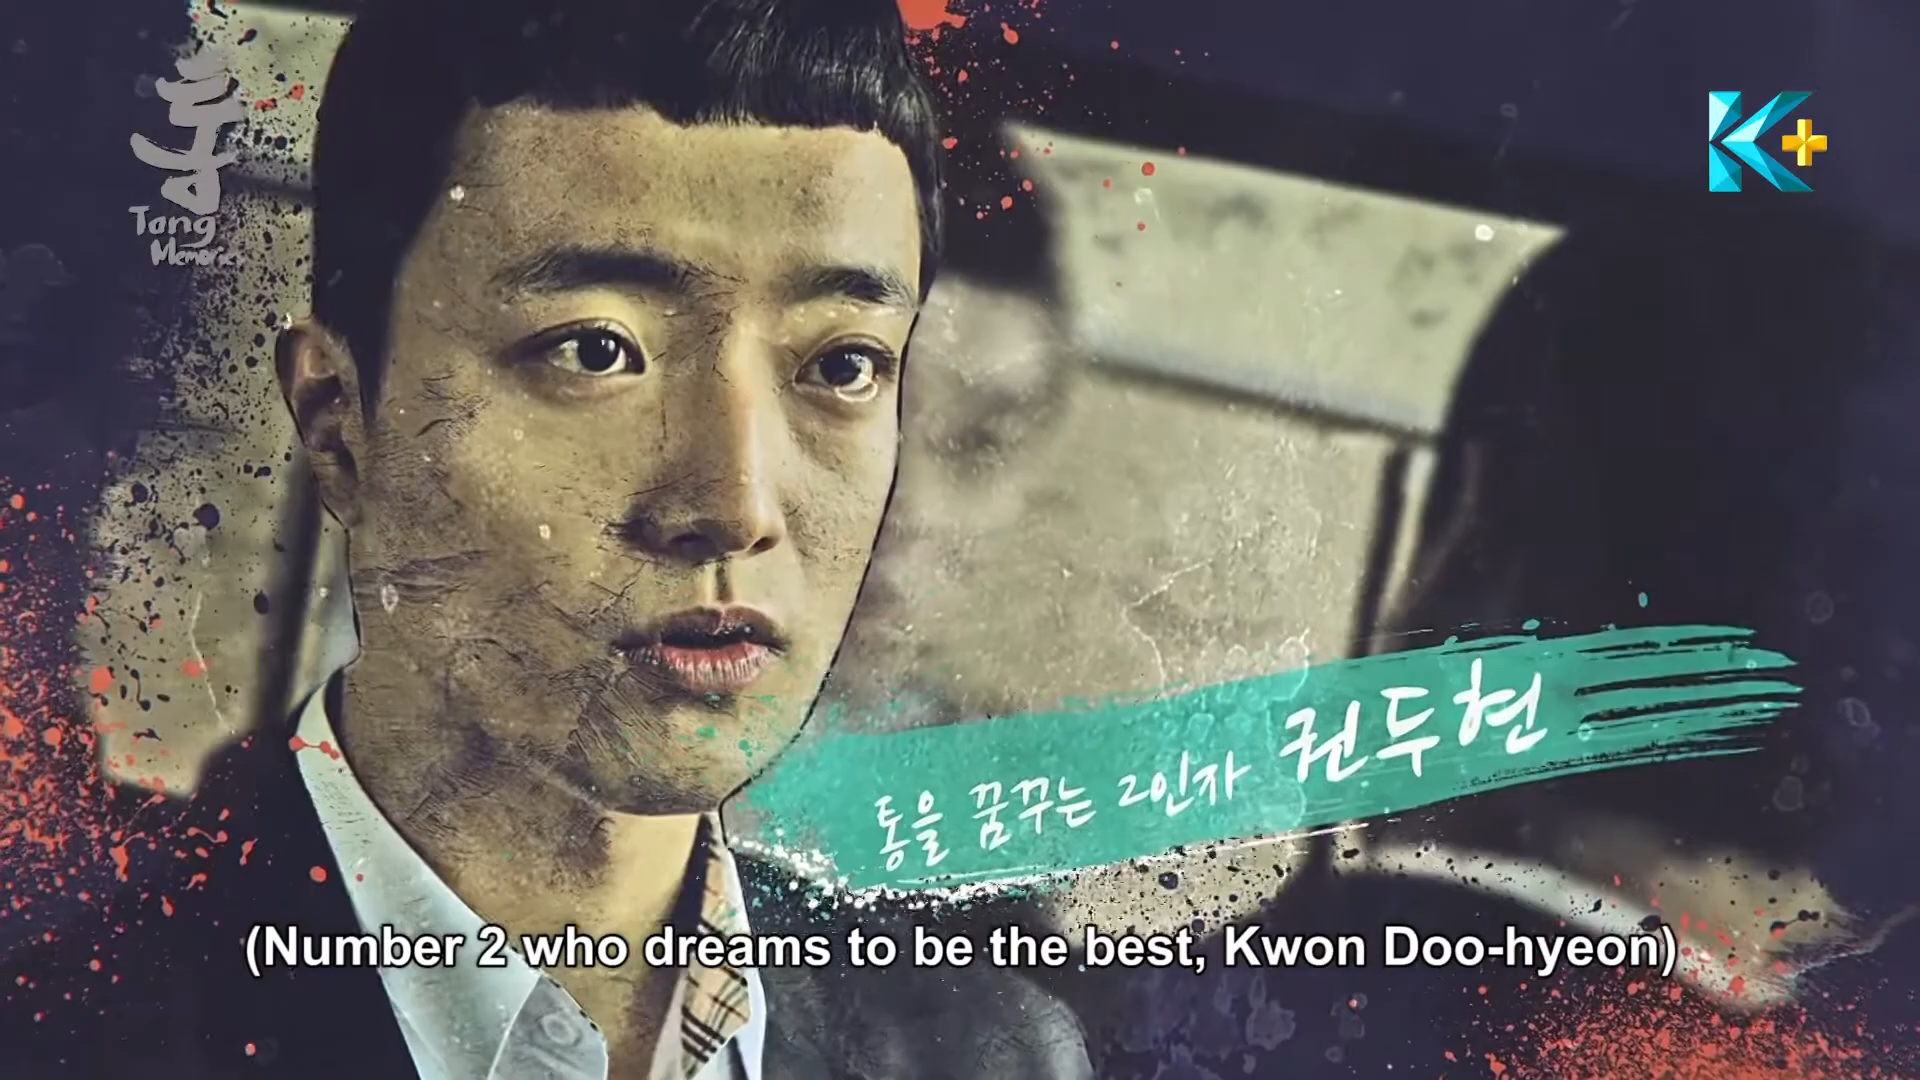 통
Tong
Memories
K+
통을 꿈꾸는 2인자 권두현
(Number 2 who dreams to be the best, Kwon Doo-hyeon)